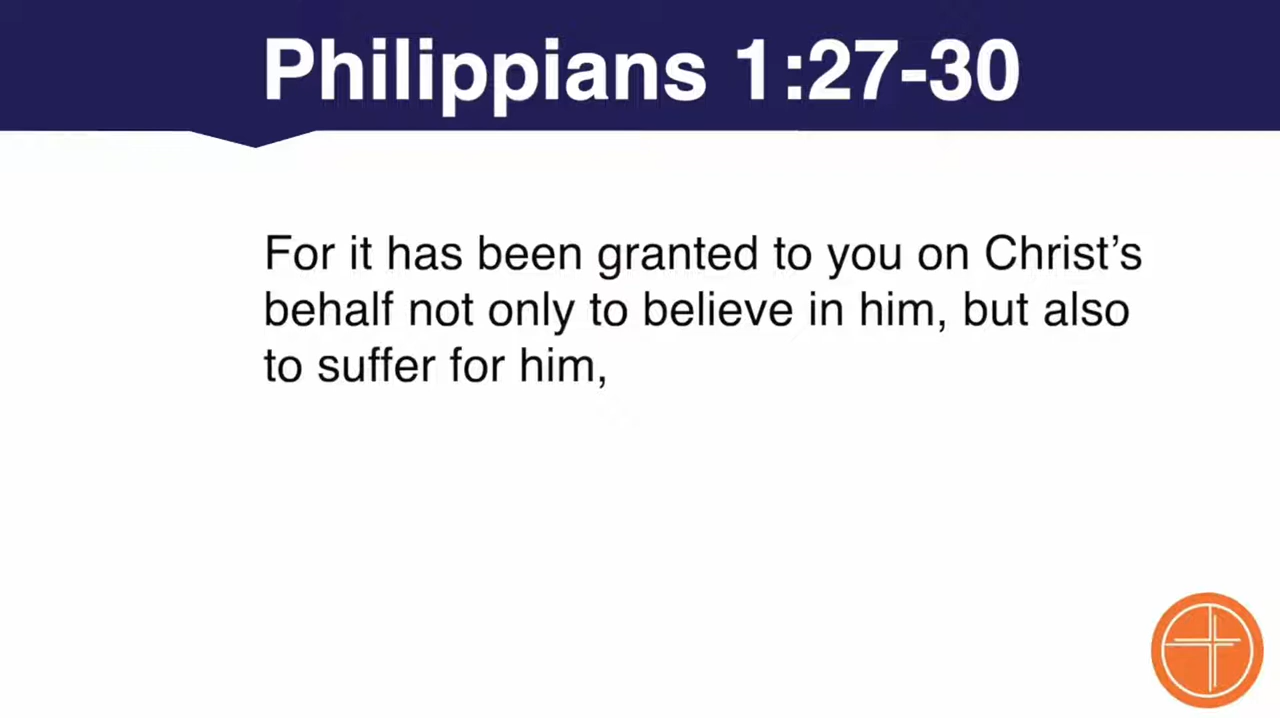 Philippians 1:27-30
For it has been granted to you on Christ’s
behalf not only to believe in him, but also
to suffer for him,